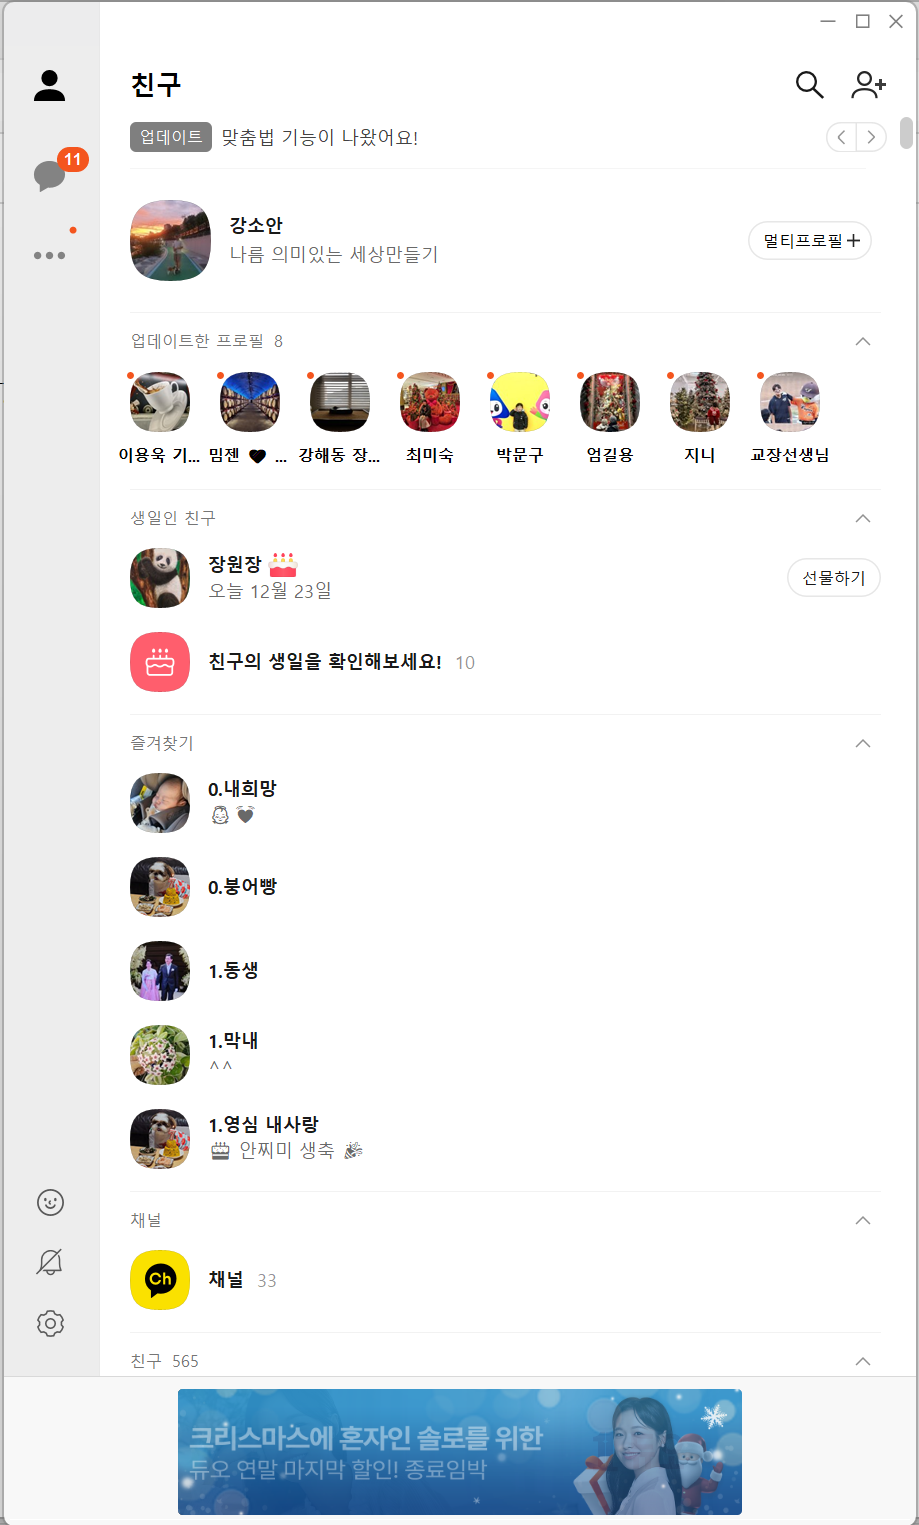 친구
11
업데이트 맞춤법 기능이 나왔어요!
강소안
나름 의미있는 세상만들기
멀티프로필+
업데이트한 프로필 8
이용욱 기... 밈젠 🖤 ... 강해동 장... 최미숙 박문구 엄길용 지니 교장선생님
생일인 친구
장원장 🎂
오늘 12월 23일
선물하기
친구의 생일을 확인해보세요! 10
즐겨찾기
0.내희망
0.붕어빵
1.동생
1.막내
^^
1.영심 내사랑
🎂 안찌미 생축 🎉
채널
Ch
채널 33
친구 565
크리스마스에 혼자인 솔로를 위한
듀오 연말 마지막 할인! 종료임박